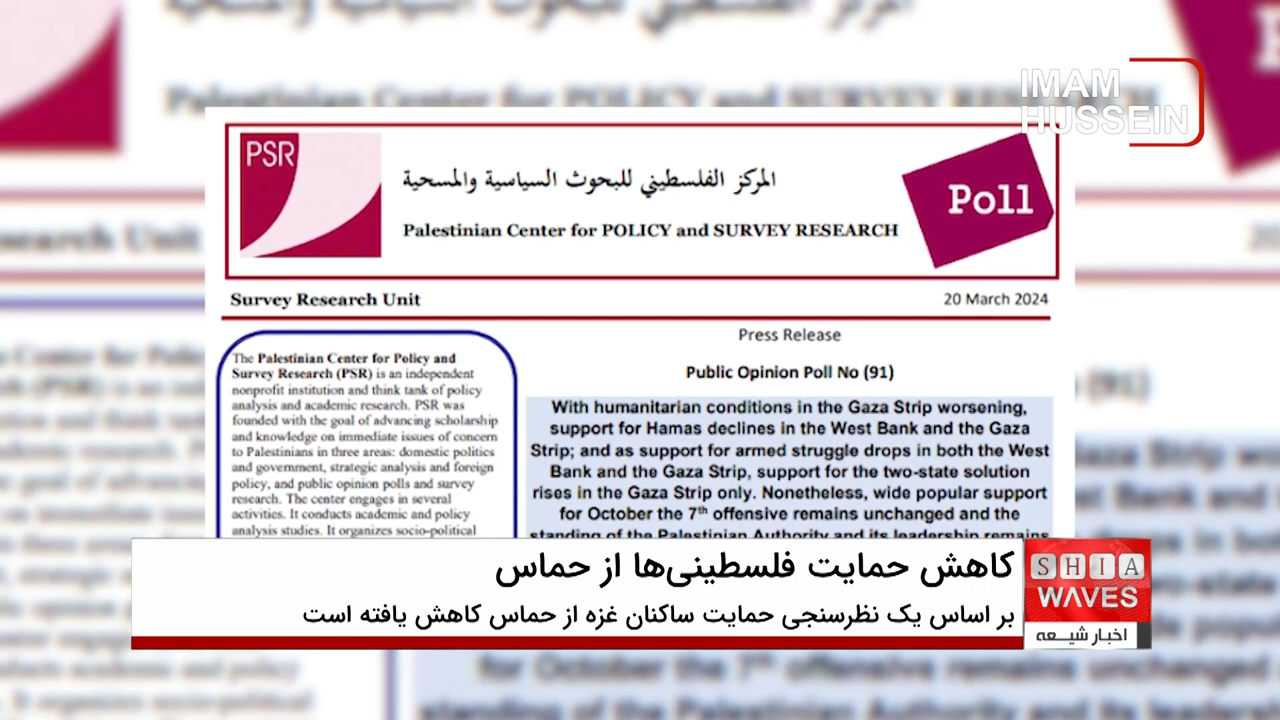 IMAM
HUSSEIN
PSR
المركز الفلسطيني للبحوث السياسية والمسحية
Palestinian Center for POLICY and SURVEY RESEARCH
Poll
Survey Research Unit
20 March 2024
The Palestinian Center for Policy and
Survey Research (PSR) is an independent
nonprofit institution and think tank of policy
analysis and academic research. PSR was
founded with the goal of advancing scholarship
and knowledge on immediate issues of concern
to Palestinians in three areas: domestic politics
and government, strategic analysis and foreign
policy, and public opinion polls and survey
research. The center engages in several
activities. It conducts academic and policy
analysis studies. It organizes socio-political
Press Release
Public Opinion Poll No (91)
With humanitarian conditions in the Gaza Strip worsening,
support for Hamas declines in the West Bank and the Gaza
Strip; and as support for armed struggle drops in both the West
Bank and the Gaza Strip, support for the two-state solution
rises in the Gaza Strip only. Nonetheless, wide popular support
for October the 7th offensive remains unchanged and the
standing of the Palestinian Authority and its leadership remains
کاهش حمایت فلسطینی‌ها از حماس
بر اساس یک نظرسنجی حمایت ساکنان غزه از حماس کاهش یافته است
SHIA
WAVES
اخبار شیعه